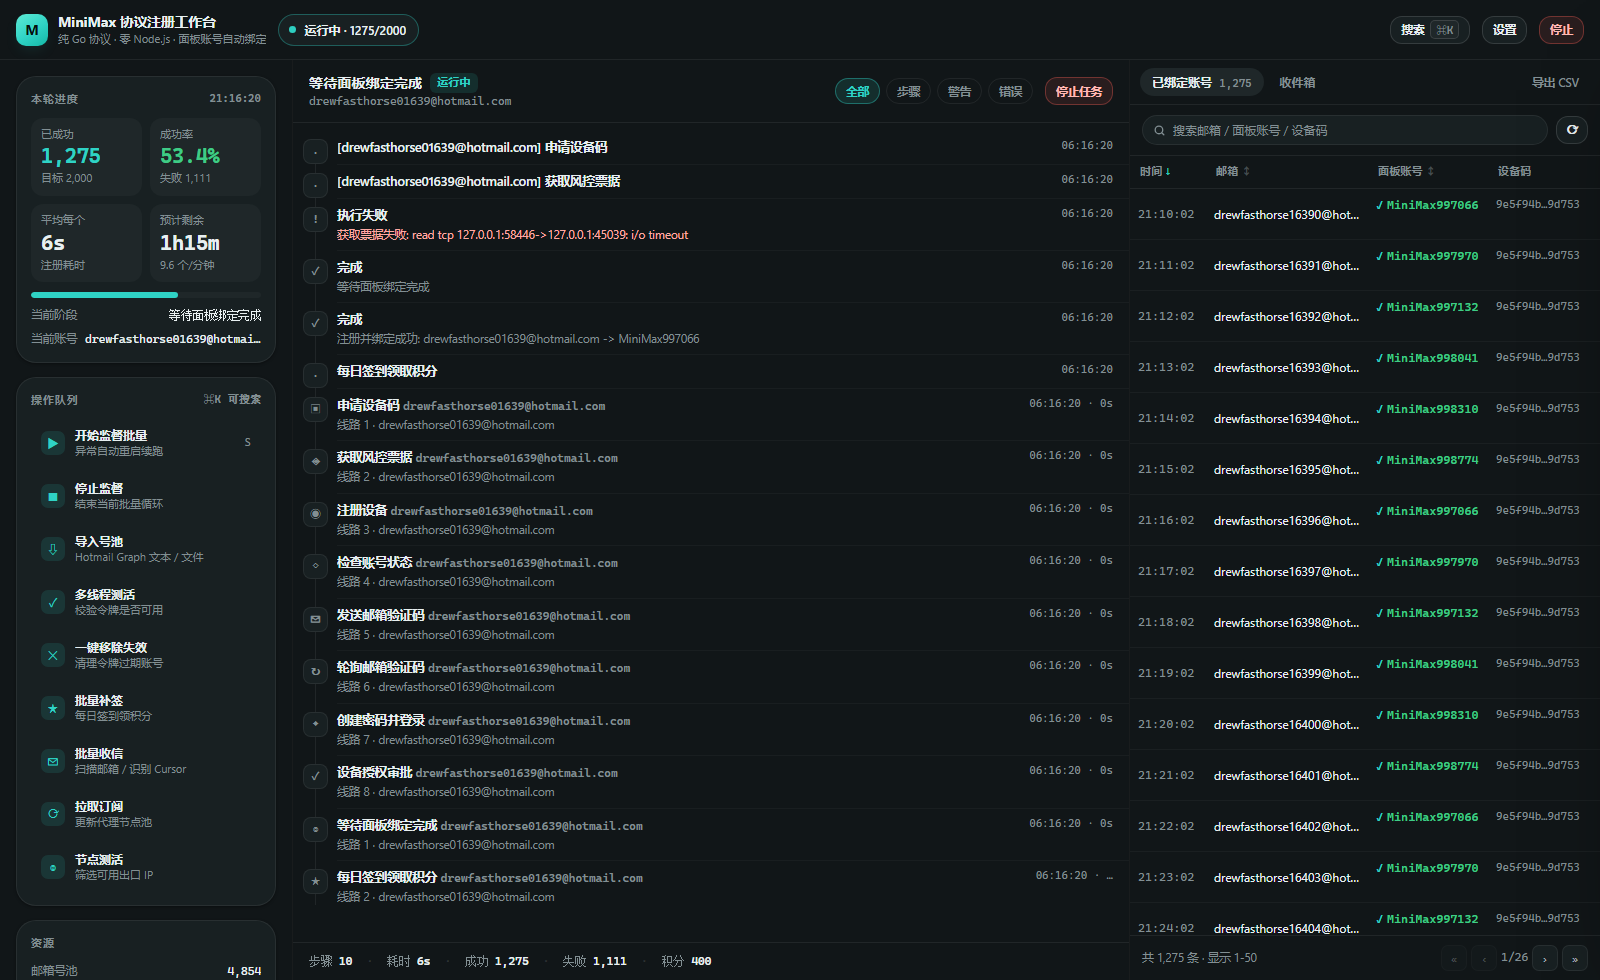 M
MiniMax 协议注册工作台
纯 Go 协议 · 零 Node.js · 面板账号自动绑定
运行中 · 1275/2000
搜索 ⌘K
设置
停止
本轮进度 21:16:20
已成功
1,275
目标 2,000
成功率
53.4%
失败 1,111
平均每个
6s
注册耗时
预计剩余
1h15m
9.6 个/分钟
当前阶段 等待面板绑定完成
当前账号 drewfasthorse01639@hotmai…
操作队列 ⌘K 可搜索
开始监督批量 S
异常自动重启续跑
停止监督
结束当前批量循环
导入号池
Hotmail Graph 文本 / 文件
多线程测活
校验令牌是否可用
一键移除失效
清理令牌过期账号
批量补签
每日签到领积分
批量收信
扫描邮箱 / 识别 Cursor
拉取订阅
更新代理节点池
节点测活
筛选可用出口 IP
资源
邮箱号池 4,854
等待面板绑定完成 运行中
drewfasthorse01639@hotmail.com
全部 步骤 警告 错误 停止任务
[drewfasthorse01639@hotmail.com] 申请设备码 06:16:20
[drewfasthorse01639@hotmail.com] 获取风控票据 06:16:20
执行失败 06:16:20
获取票据失败: read tcp 127.0.0.1:58446->127.0.0.1:45039: i/o timeout
完成 06:16:20
等待面板绑定完成
完成 06:16:20
注册并绑定成功: drewfasthorse01639@hotmail.com -> MiniMax997066
每日签到领取积分 06:16:20
申请设备码 drewfasthorse01639@hotmail.com 06:16:20 · 0s
线路 1 · drewfasthorse01639@hotmail.com
获取风控票据 drewfasthorse01639@hotmail.com 06:16:20 · 0s
线路 2 · drewfasthorse01639@hotmail.com
注册设备 drewfasthorse01639@hotmail.com 06:16:20 · 0s
线路 3 · drewfasthorse01639@hotmail.com
检查账号状态 drewfasthorse01639@hotmail.com 06:16:20 · 0s
线路 4 · drewfasthorse01639@hotmail.com
发送邮箱验证码 drewfasthorse01639@hotmail.com 06:16:20 · 0s
线路 5 · drewfasthorse01639@hotmail.com
轮询邮箱验证码 drewfasthorse01639@hotmail.com 06:16:20 · 0s
线路 6 · drewfasthorse01639@hotmail.com
创建密码并登录 drewfasthorse01639@hotmail.com 06:16:20 · 0s
线路 7 · drewfasthorse01639@hotmail.com
设备授权审批 drewfasthorse01639@hotmail.com 06:16:20 · 0s
线路 8 · drewfasthorse01639@hotmail.com
等待面板绑定完成 drewfasthorse01639@hotmail.com 06:16:20 · 0s
线路 1 · drewfasthorse01639@hotmail.com
每日签到领取积分 drewfasthorse01639@hotmail.com 06:16:20 · …
线路 2 · drewfasthorse01639@hotmail.com
步骤 10 · 耗时 6s · 成功 1,275 · 失败 1,111 · 积分 400
已绑定账号 1,275 收件箱 导出 CSV
搜索邮箱 / 面板账号 / 设备码
时间 ↓ 邮箱 ↕ 面板账号 ↕ 设备码
21:10:02 drewfasthorse16390@hot... ✓ MiniMax997066 9e5f94b…9d753
21:11:02 drewfasthorse16391@hot... ✓ MiniMax997970 9e5f94b…9d753
21:12:02 drewfasthorse16392@hot... ✓ MiniMax997132 9e5f94b…9d753
21:13:02 drewfasthorse16393@hot... ✓ MiniMax998041 9e5f94b…9d753
21:14:02 drewfasthorse16394@hot... ✓ MiniMax998310 9e5f94b…9d753
21:15:02 drewfasthorse16395@hot... ✓ MiniMax998774 9e5f94b…9d753
21:16:02 drewfasthorse16396@hot... ✓ MiniMax997066 9e5f94b…9d753
21:17:02 drewfasthorse16397@hot... ✓ MiniMax997970 9e5f94b…9d753
21:18:02 drewfasthorse16398@hot... ✓ MiniMax997132 9e5f94b…9d753
21:19:02 drewfasthorse16399@hot... ✓ MiniMax998041 9e5f94b…9d753
21:20:02 drewfasthorse16400@hot... ✓ MiniMax998310 9e5f94b…9d753
21:21:02 drewfasthorse16401@hot... ✓ MiniMax998774 9e5f94b…9d753
21:22:02 drewfasthorse16402@hot... ✓ MiniMax997066 9e5f94b…9d753
21:23:02 drewfasthorse16403@hot... ✓ MiniMax997970 9e5f94b…9d753
21:24:02 drewfasthorse16404@hot... ✓ MiniMax997132 9e5f94b…9d753
共 1,275 条 · 显示 1-50 « ‹ 1/26 › »